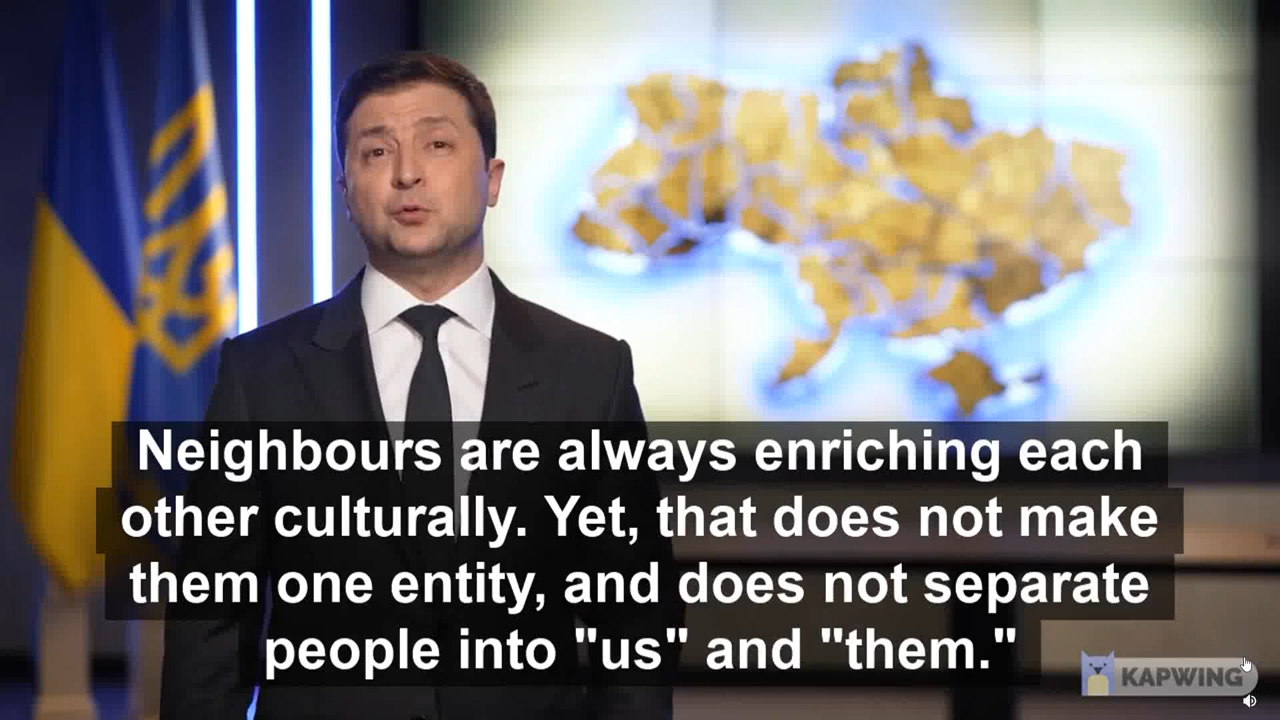 Neighbours are always enriching each
other culturally. Yet, that does not make
them one entity, and does not separate
people into "us" and "them."
KAPWING